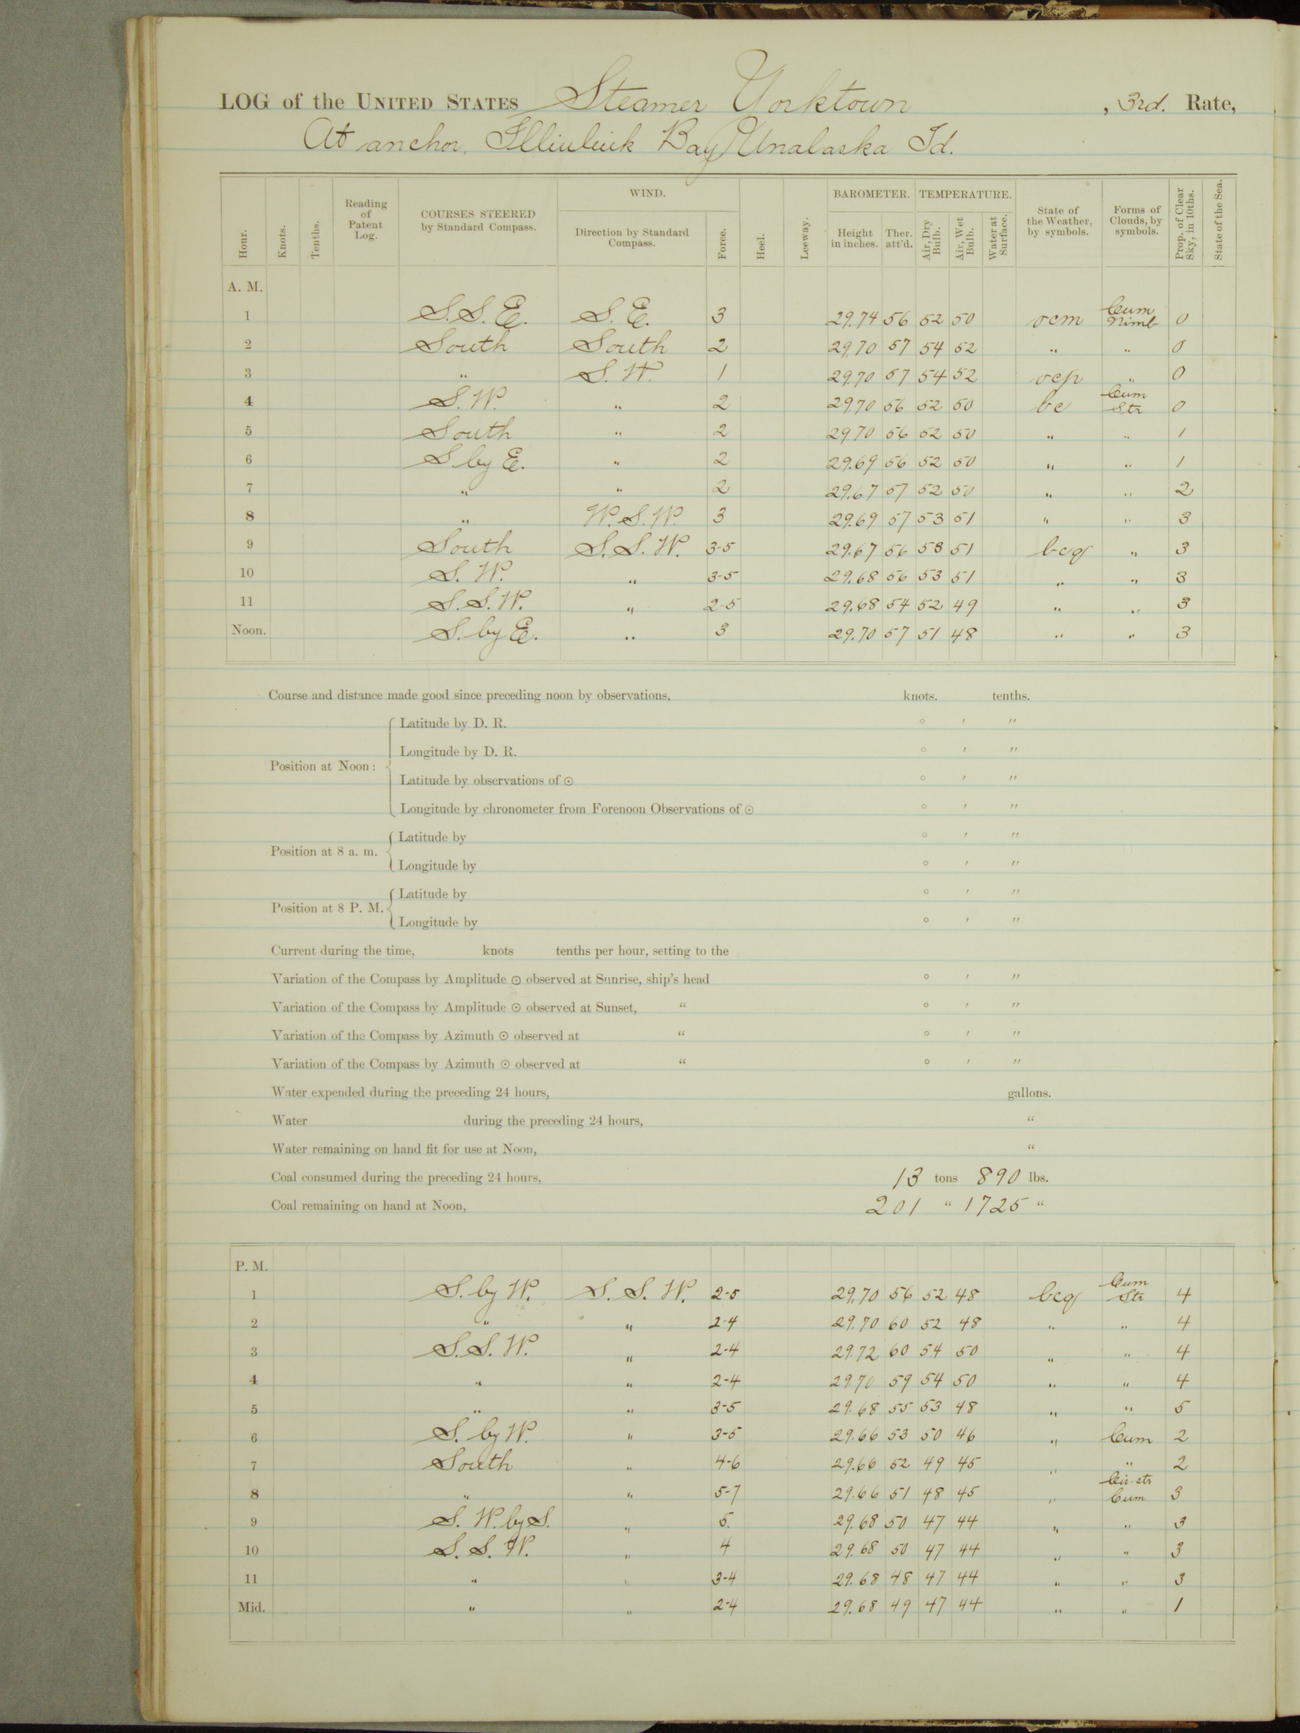 LOG of the UNITED STATES Steamer Yorktown , 3rd. Rate,
At anchor, Illiuliuk Bay Unalaska Id.
Hour. Knots. Tenths. Reading of Patent Log. COURSES STEERED by Standard Compass. WIND. Direction by Standard Compass. Force. Heel. Leeway. BAROMETER. Height in inches. Ther. att'd. TEMPERATURE. Air, Dry Bulb. Air, Wet Bulb. Water at Surface. State of the Weather, by symbols. Forms of Clouds, by symbols. Prop. of Clear Sky, in 10ths. State of the Sea.
A. M.
1 S.S.E. S.E. 3 29.74 56 52 50 ocm Cum Nimb 0
2 South South 2 29.70 57 54 52 " " 0
3 " S.W. 1 29.70 57 54 52 ocp " 0
4 S.W. " 2 29.70 56 52 50 bc Cum Str 0
5 South " 2 29.70 56 52 50 " " 1
6 S by E. " 2 29.69 56 52 50 " " 1
7 " " 2 29.67 57 52 50 " " 2
8 " W.S.W. 3 29.69 57 53 51 " " 3
9 South S.S.W. 3-5 29.67 56 53 51 bcq " 3
10 S.W. " 3-5 29.68 56 53 51 " " 3
11 S.S.W. " 2-5 29.68 54 52 49 " " 3
Noon. S. by E. " 3 29.70 57 51 48 " " 3
Course and distance made good since preceding noon by observations, knots. tenths.
Position at Noon: Latitude by D. R. ° ' "
Longitude by D. R. ° ' "
Latitude by observations of ☉ ° ' "
Longitude by chronometer from Forenoon Observations of ☉ ° ' "
Position at 8 a. m. Latitude by ° ' "
Longitude by ° ' "
Position at 8 P. M. Latitude by ° ' "
Longitude by ° ' "
Current during the time, knots tenths per hour, setting to the
Variation of the Compass by Amplitude ☉ observed at Sunrise, ship's head ° ' "
Variation of the Compass by Amplitude ☉ observed at Sunset, " ° ' "
Variation of the Compass by Azimuth ☉ observed at " ° ' "
Variation of the Compass by Azimuth ☉ observed at " ° ' "
Water expended during the preceding 24 hours, gallons.
Water during the preceding 24 hours, "
Water remaining on hand fit for use at Noon, "
Coal consumed during the preceding 24 hours, 13 tons 890 lbs.
Coal remaining on hand at Noon, 201 " 1725 "
P. M.
1 S. by W. S.S.W. 2-5 29.70 56 52 48 bcq Cum Str 4
2 " " 2-4 29.70 60 52 48 " " 4
3 S.S.W. " 2-4 29.72 60 54 50 " " 4
4 " " 2-4 29.70 59 54 50 " " 4
5 " " 3-5 29.68 55 53 48 " " 5
6 S. by W. " 3-5 29.66 53 50 46 " Cum 2
7 South " 4-6 29.66 52 49 45 " " 2
8 " " 5-7 29.66 51 48 45 " Cir-str Cum 3
9 S.W. by S. " 5. 29.68 50 47 44 " " 3
10 S.S.W. " 4 29.68 50 47 44 " " 3
11 " " 3-4 29.68 48 47 44 " " 3
Mid. " " 2-4 29.68 49 47 44 " " 1